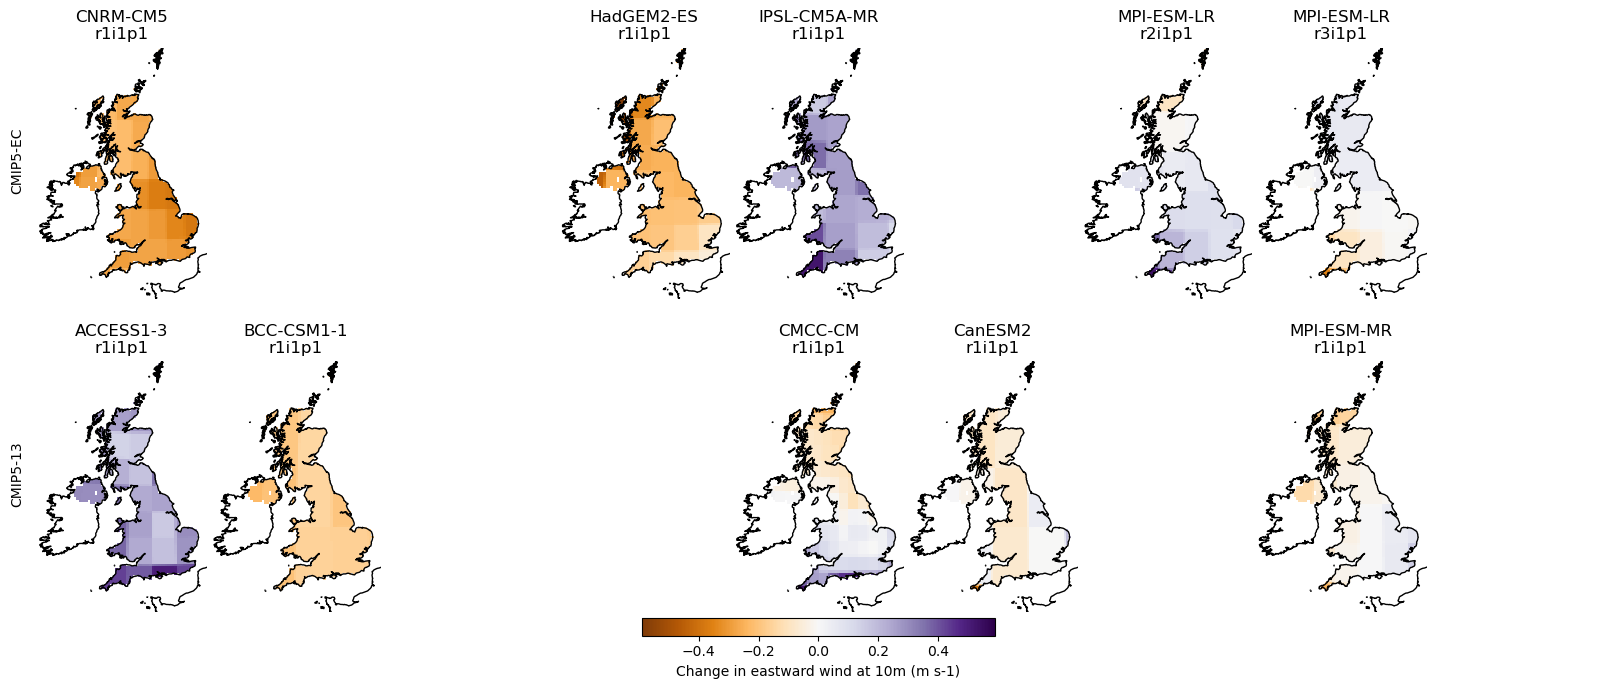 CNRM-CM5
r1i1p1
HadGEM2-ES
r1i1p1
IPSL-CM5A-MR
r1i1p1
MPI-ESM-LR
r2i1p1
MPI-ESM-LR
r3i1p1
CMIP5-EC
ACCESS1-3
r1i1p1
BCC-CSM1-1
r1i1p1
CMCC-CM
r1i1p1
CanESM2
r1i1p1
MPI-ESM-MR
r1i1p1
CMIP5-13
−0.4 −0.2 0.0 0.2 0.4
Change in eastward wind at 10m (m s-1)